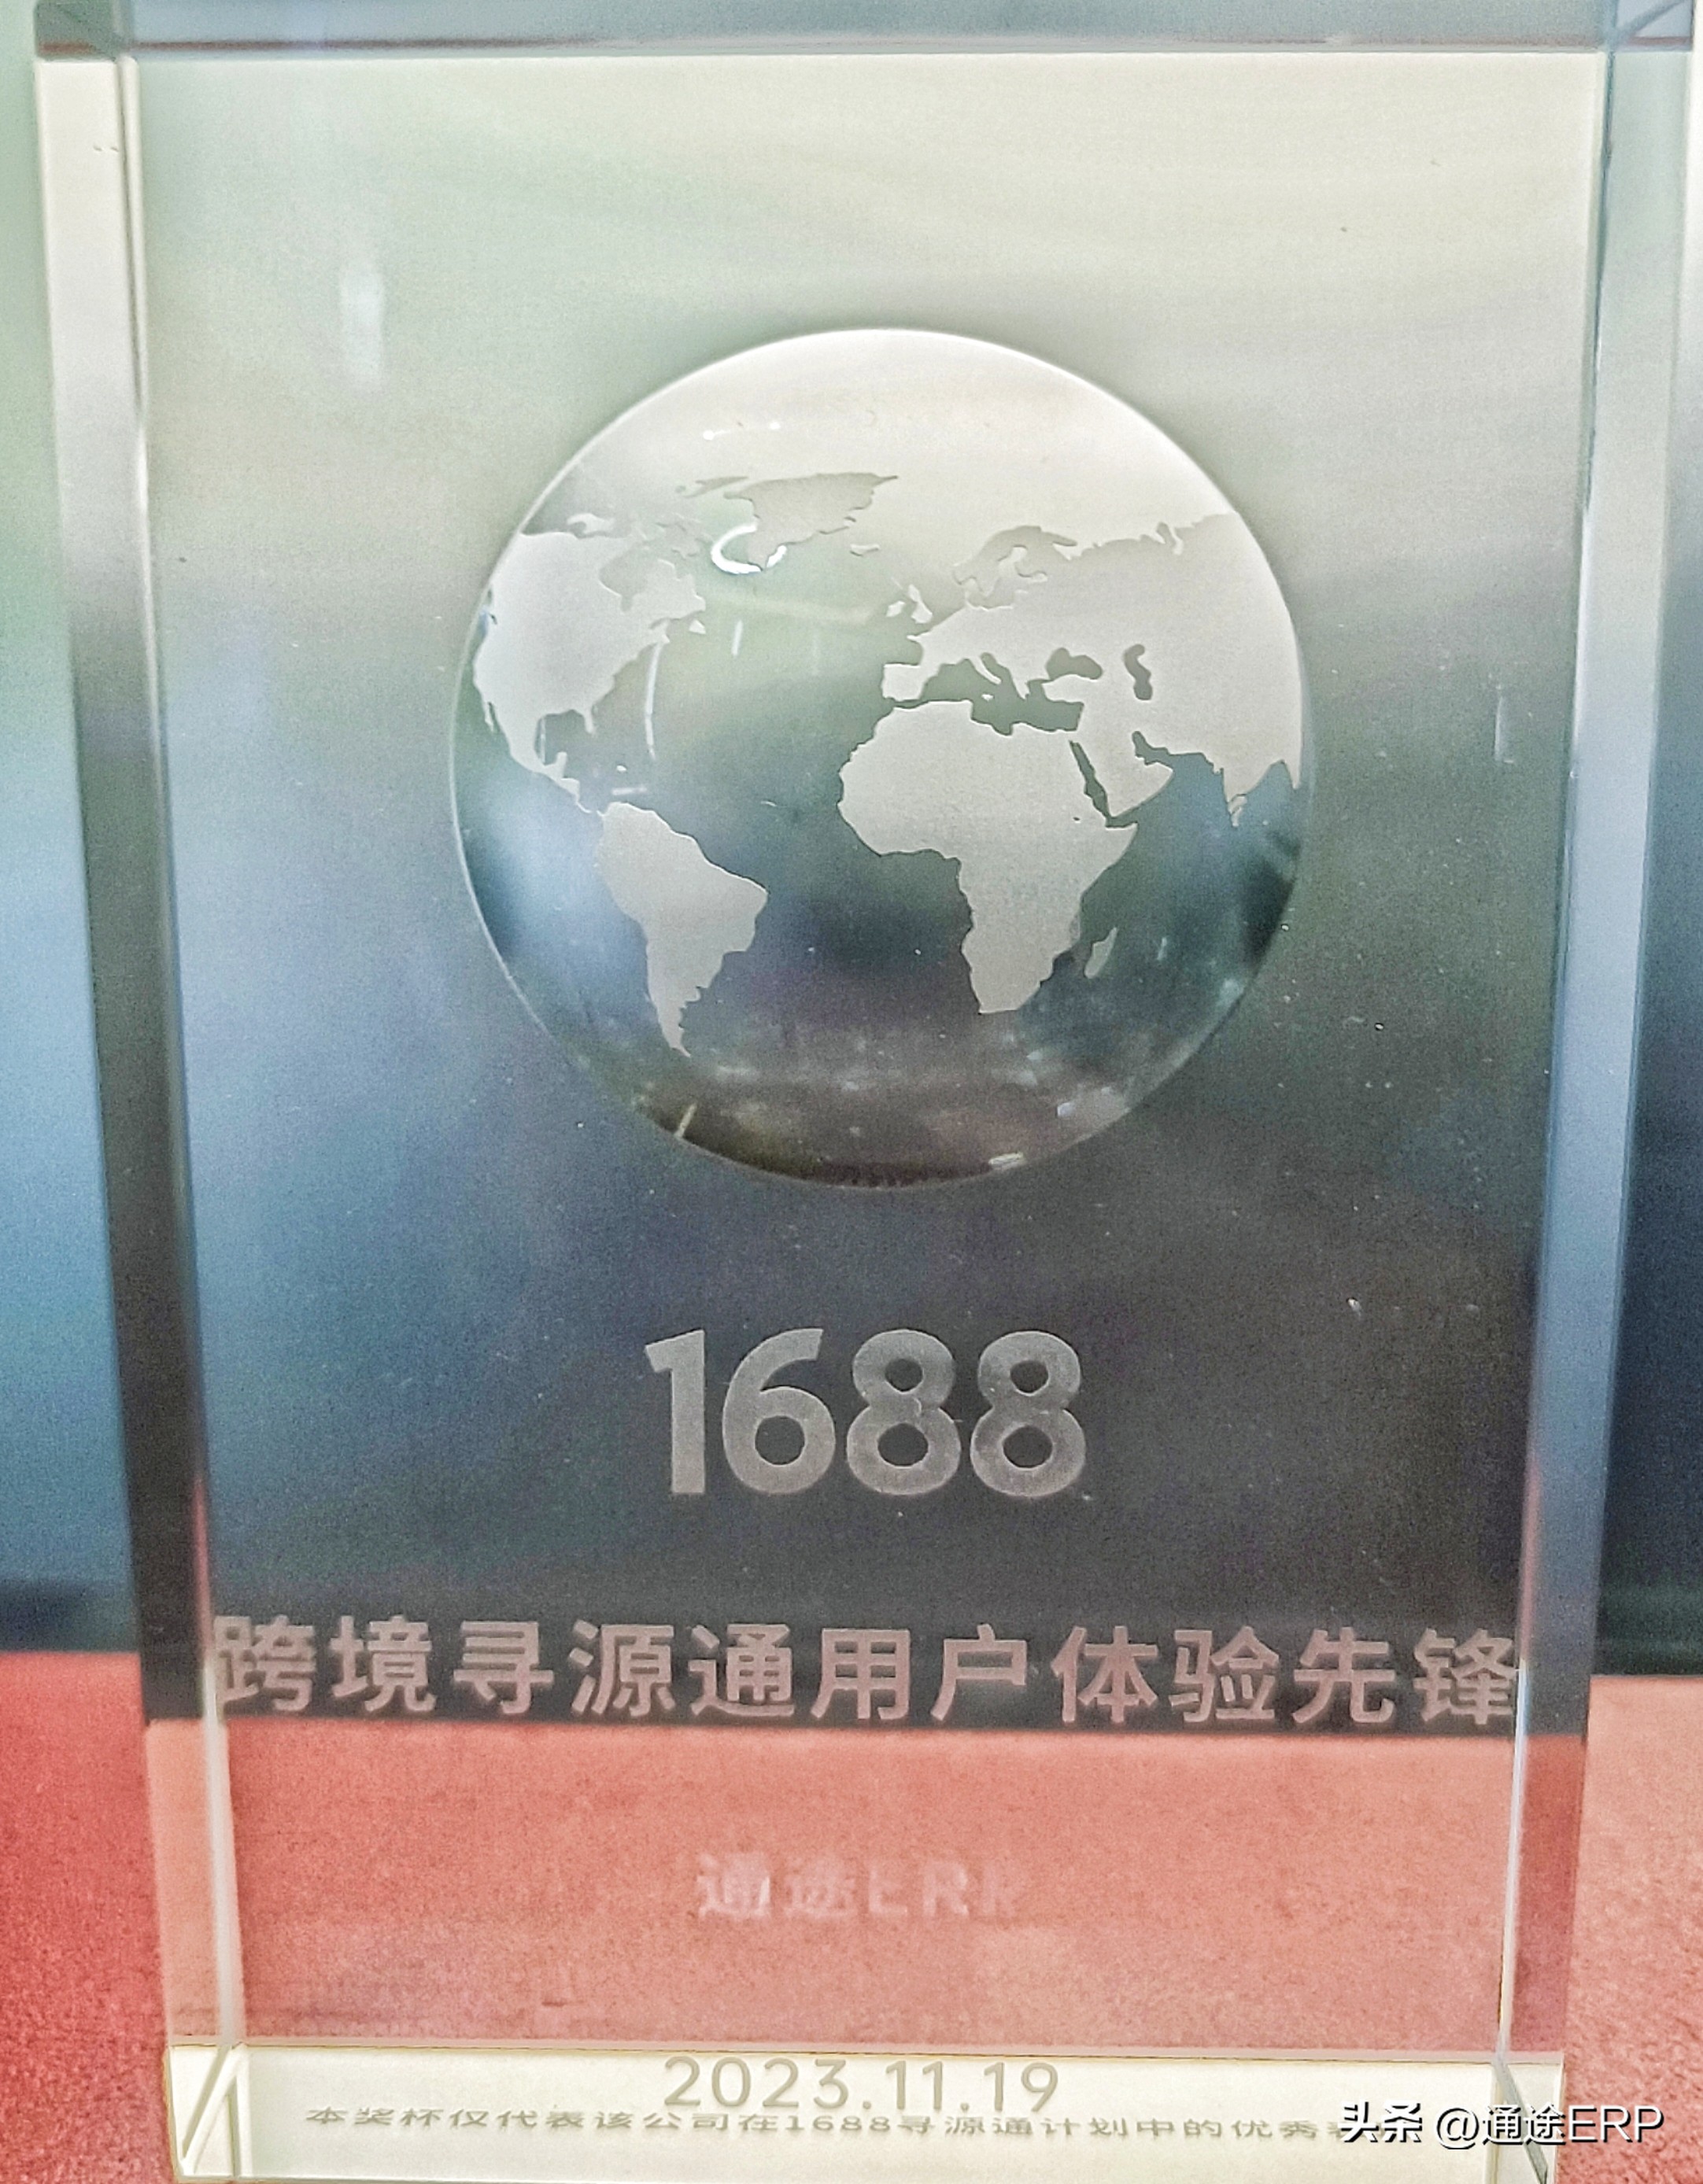 1688
跨境寻源通用户体验先锋
通途ERP
2023.11.19
本奖杯仅代表该公司在1688寻源通计划中的优秀
头条 @通途ERP